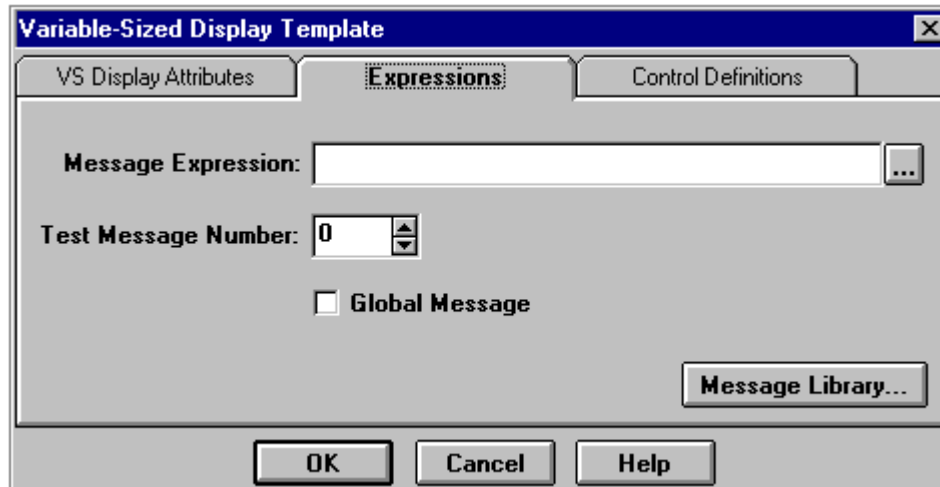 Variable-Sized Display Template
VS Display Attributes Expressions Control Definitions
Message Expression: ...
Test Message Number: 0
Global Message
Message Library...
OK Cancel Help